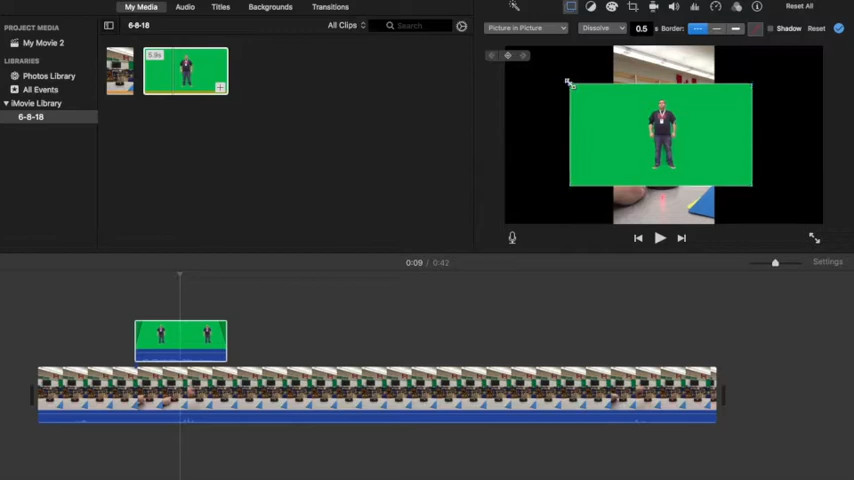 My Media Audio Titles Backgrounds Transitions
Reset All
PROJECT MEDIA
My Movie 2
LIBRARIES
Photos Library
All Events
iMovie Library
6-8-18
6-8-18 All Clips Search
5.9s
Picture in Picture Dissolve 0.5 s Border: Shadow Reset
0:09 / 0:42 Settings